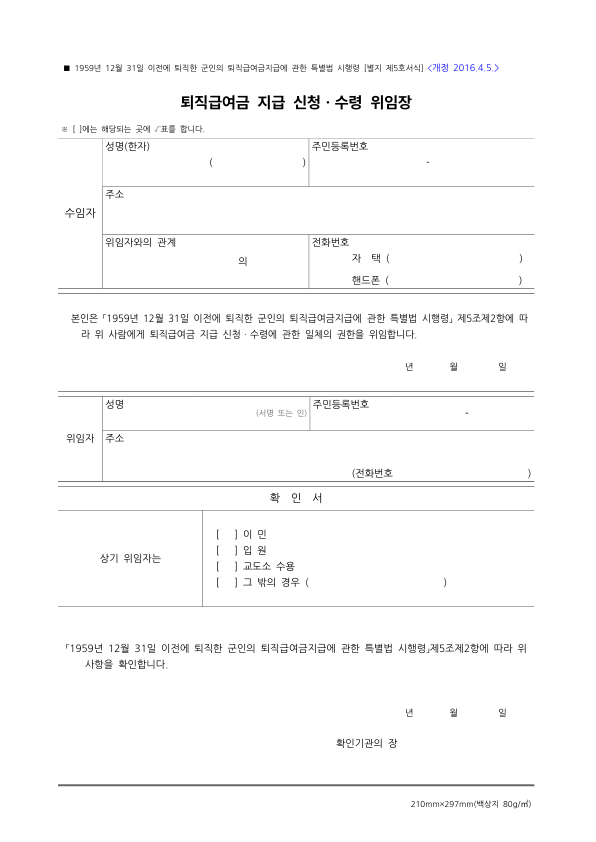 ■ 1959년 12월 31일 이전에 퇴직한 군인의 퇴직급여금지급에 관한 특별법 시행령 [별지 제5호서식] <개정 2016.4.5.>
퇴직급여금 지급 신청ㆍ수령 위임장
※ [ ]에는 해당되는 곳에 √표를 합니다.
수임자
성명(한자)
( )
주민등록번호
-
주소
위임자와의 관계
의
전화번호
자 택 ( )
핸드폰 ( )
본인은 ｢1959년 12월 31일 이전에 퇴직한 군인의 퇴직급여금지급에 관한 특별법 시행령｣ 제5조제2항에 따
라 위 사람에게 퇴직급여금 지급 신청ㆍ수령에 관한 일체의 권한을 위임합니다.
년 월 일
위임자
성명
(서명 또는 인)
주민등록번호
-
주소
(전화번호 )
확 인 서
상기 위임자는
[ ] 이 민
[ ] 입 원
[ ] 교도소 수용
[ ] 그 밖의 경우 ( )
｢1959년 12월 31일 이전에 퇴직한 군인의 퇴직급여금지급에 관한 특별법 시행령｣제5조제2항에 따라 위
사항을 확인합니다.
년 월 일
확인기관의 장
210mm×297mm(백상지 80g/㎡)